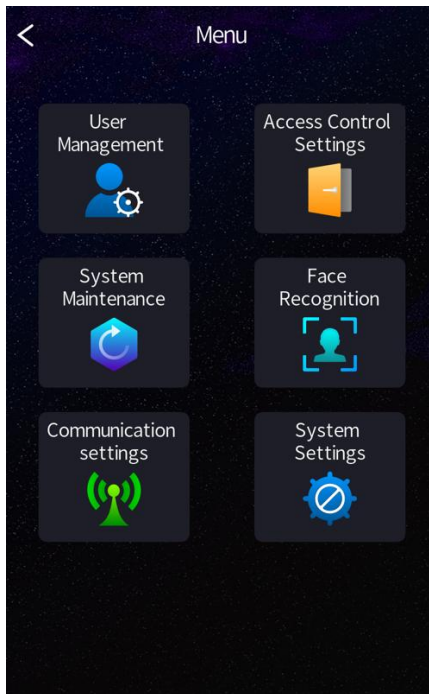 Menu
User
Management
Access Control
Settings
System
Maintenance
Face
Recognition
Communication
settings
System
Settings